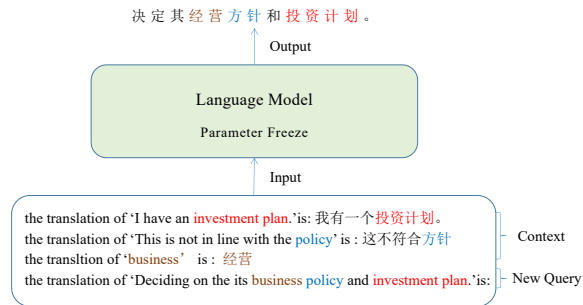 决定其经营方针和投资计划。
Output
Language Model
Parameter Freeze
Input
the translation of ‘I have an investment plan.’is: 我有一个投资计划。
the translation of ‘This is not in line with the policy’ is : 这不符合方针
the transltion of ‘business’ is : 经营
the translation of ‘Deciding on the its business policy and investment plan.’is:
Context
New Query